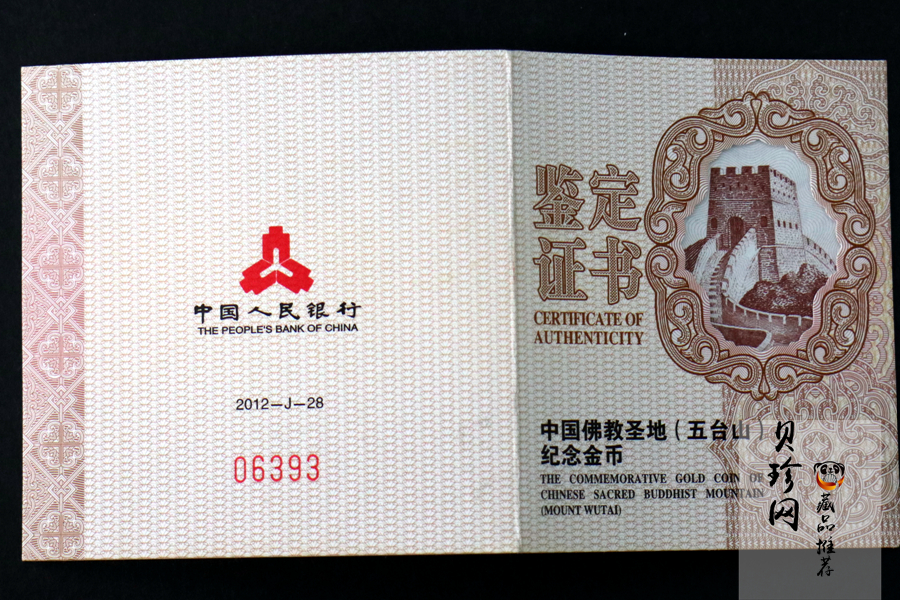 中国人民银行
THE PEOPLE'S BANK OF CHINA
2012—J—28
06393
鉴定
证书
CERTIFICATE OF
AUTHENTICITY
中国佛教圣地（五台山）
纪念金币
THE COMMEMORATIVE GOLD COIN OF
CHINESE SACRED BUDDHIST MOUNTAIN
(MOUNT WUTAI)
贝珍网
藏品推荐